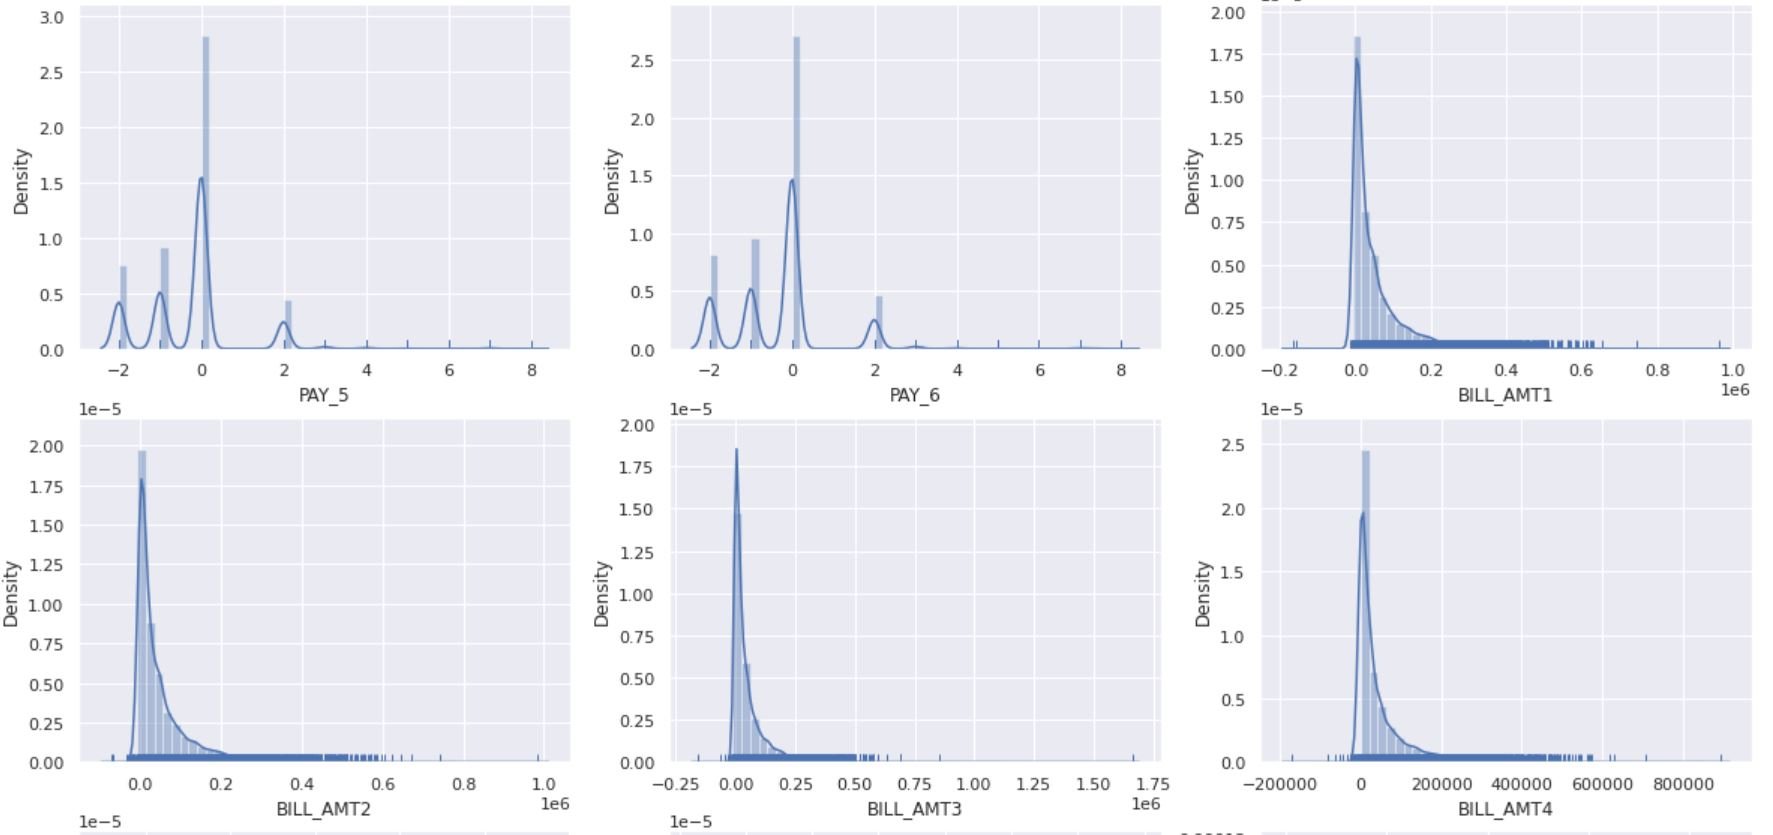 3.0
2.5
2.0
1.5
1.0
0.5
0.0
Density
−2 0 2 4 6 8
PAY_5
2.5
2.0
1.5
1.0
0.5
0.0
Density
−2 0 2 4 6 8
PAY_6
2.00
1.75
1.50
1.25
1.00
0.75
0.50
0.25
0.00
Density
−0.2 0.0 0.2 0.4 0.6 0.8 1.0
1e6
BILL_AMT1
1e−5
2.00
1.75
1.50
1.25
1.00
0.75
0.50
0.25
0.00
Density
0.0 0.2 0.4 0.6 0.8 1.0
1e6
BILL_AMT2
1e−5
2.00
1.75
1.50
1.25
1.00
0.75
0.50
0.25
0.00
Density
−0.25 0.00 0.25 0.50 0.75 1.00 1.25 1.50 1.75
1e6
BILL_AMT3
1e−5
2.5
2.0
1.5
1.0
0.5
0.0
Density
−200000 0 200000 400000 600000 800000
BILL_AMT4
1e−5
1e−5